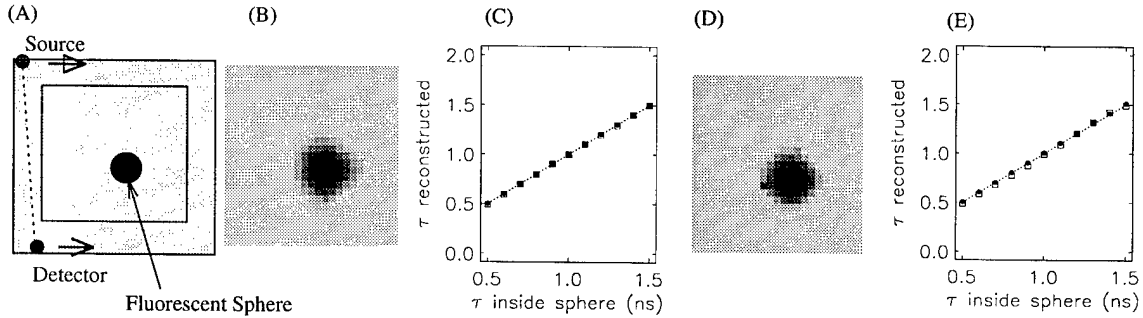 (A)
Source
Detector
Fluorescent Sphere
(B)
(C)
τ reconstructed
2.0
1.5
1.0
0.5
0.0
0.5 1.0 1.5
τ inside sphere (ns)
(D)
(E)
τ reconstructed
2.0
1.5
1.0
0.5
0.0
0.5 1.0 1.5
τ inside sphere (ns)